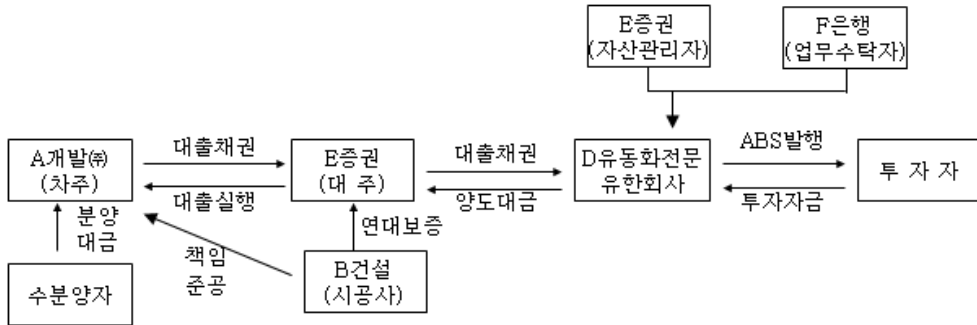 E증권
(자산관리자)
F은행
(업무수탁자)
A개발㈜
(차주)
대출채권
대출실행
E증권
(대 주)
대출채권
양도대금
D유동화전문
유한회사
ABS발행
투자자금
투 자 자
분양
대금
책임
준공
연대보증
수분양자
B건설
(시공사)